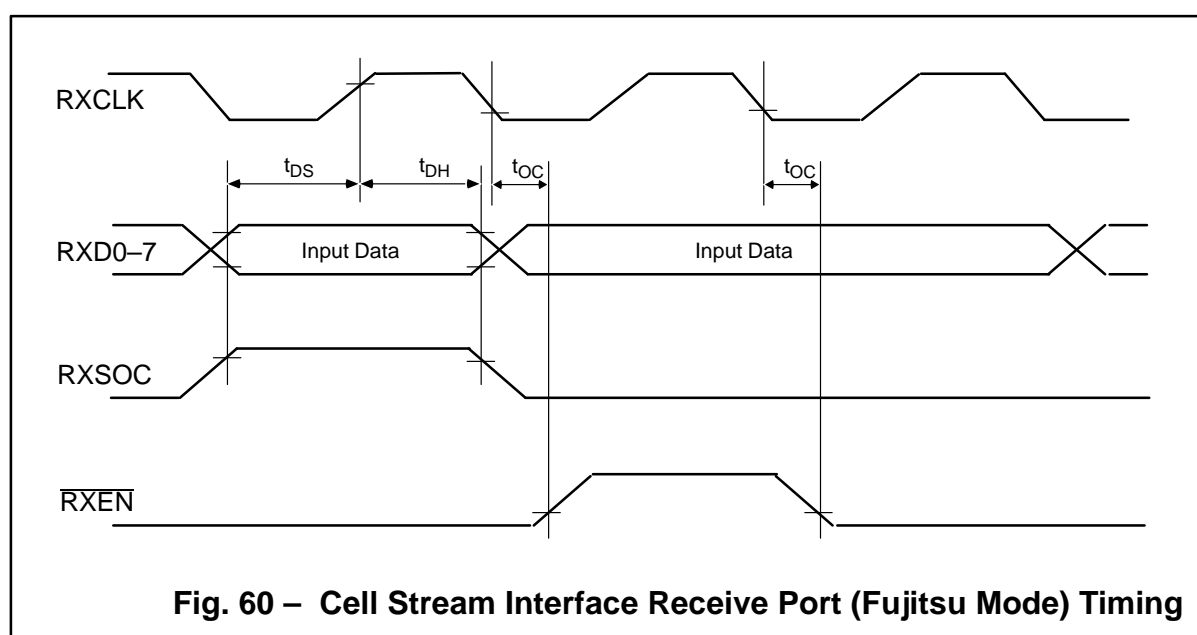 RXCLK
tDS tDH tOC tOC
RXD0–7 Input Data Input Data
RXSOC
RXEN
Fig. 60 – Cell Stream Interface Receive Port (Fujitsu Mode) Timing